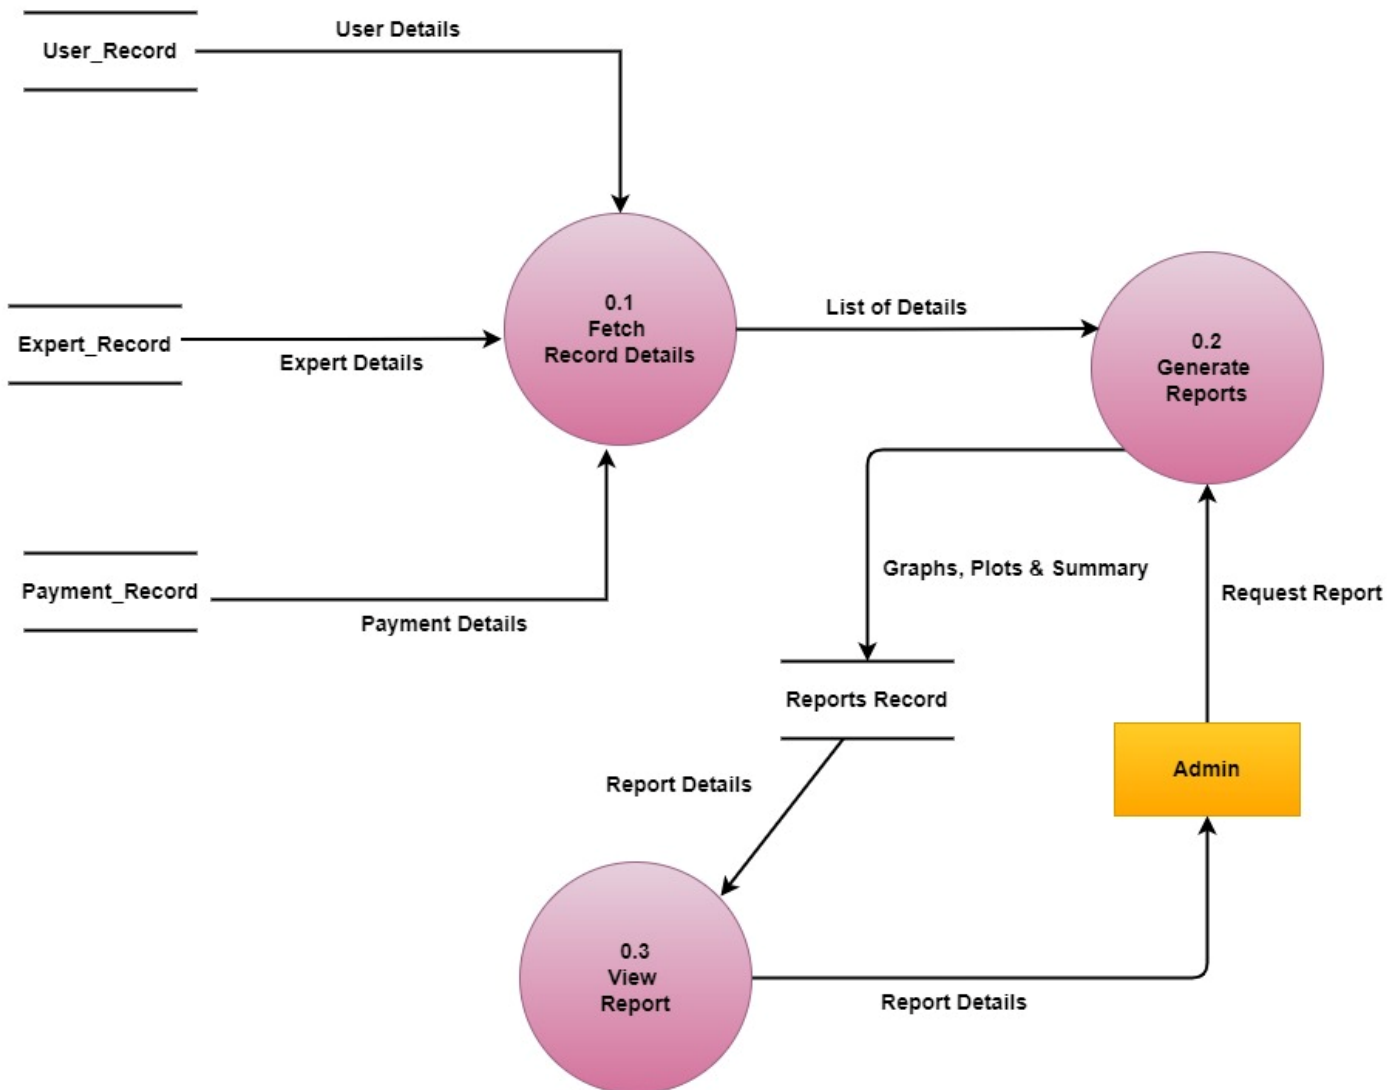 User Details
User_Record
0.1
Fetch
Record Details
List of Details
Expert_Record
Expert Details
0.2
Generate
Reports
Payment_Record
Payment Details
Graphs, Plots & Summary
Request Report
Reports Record
Report Details
Admin
0.3
View
Report
Report Details